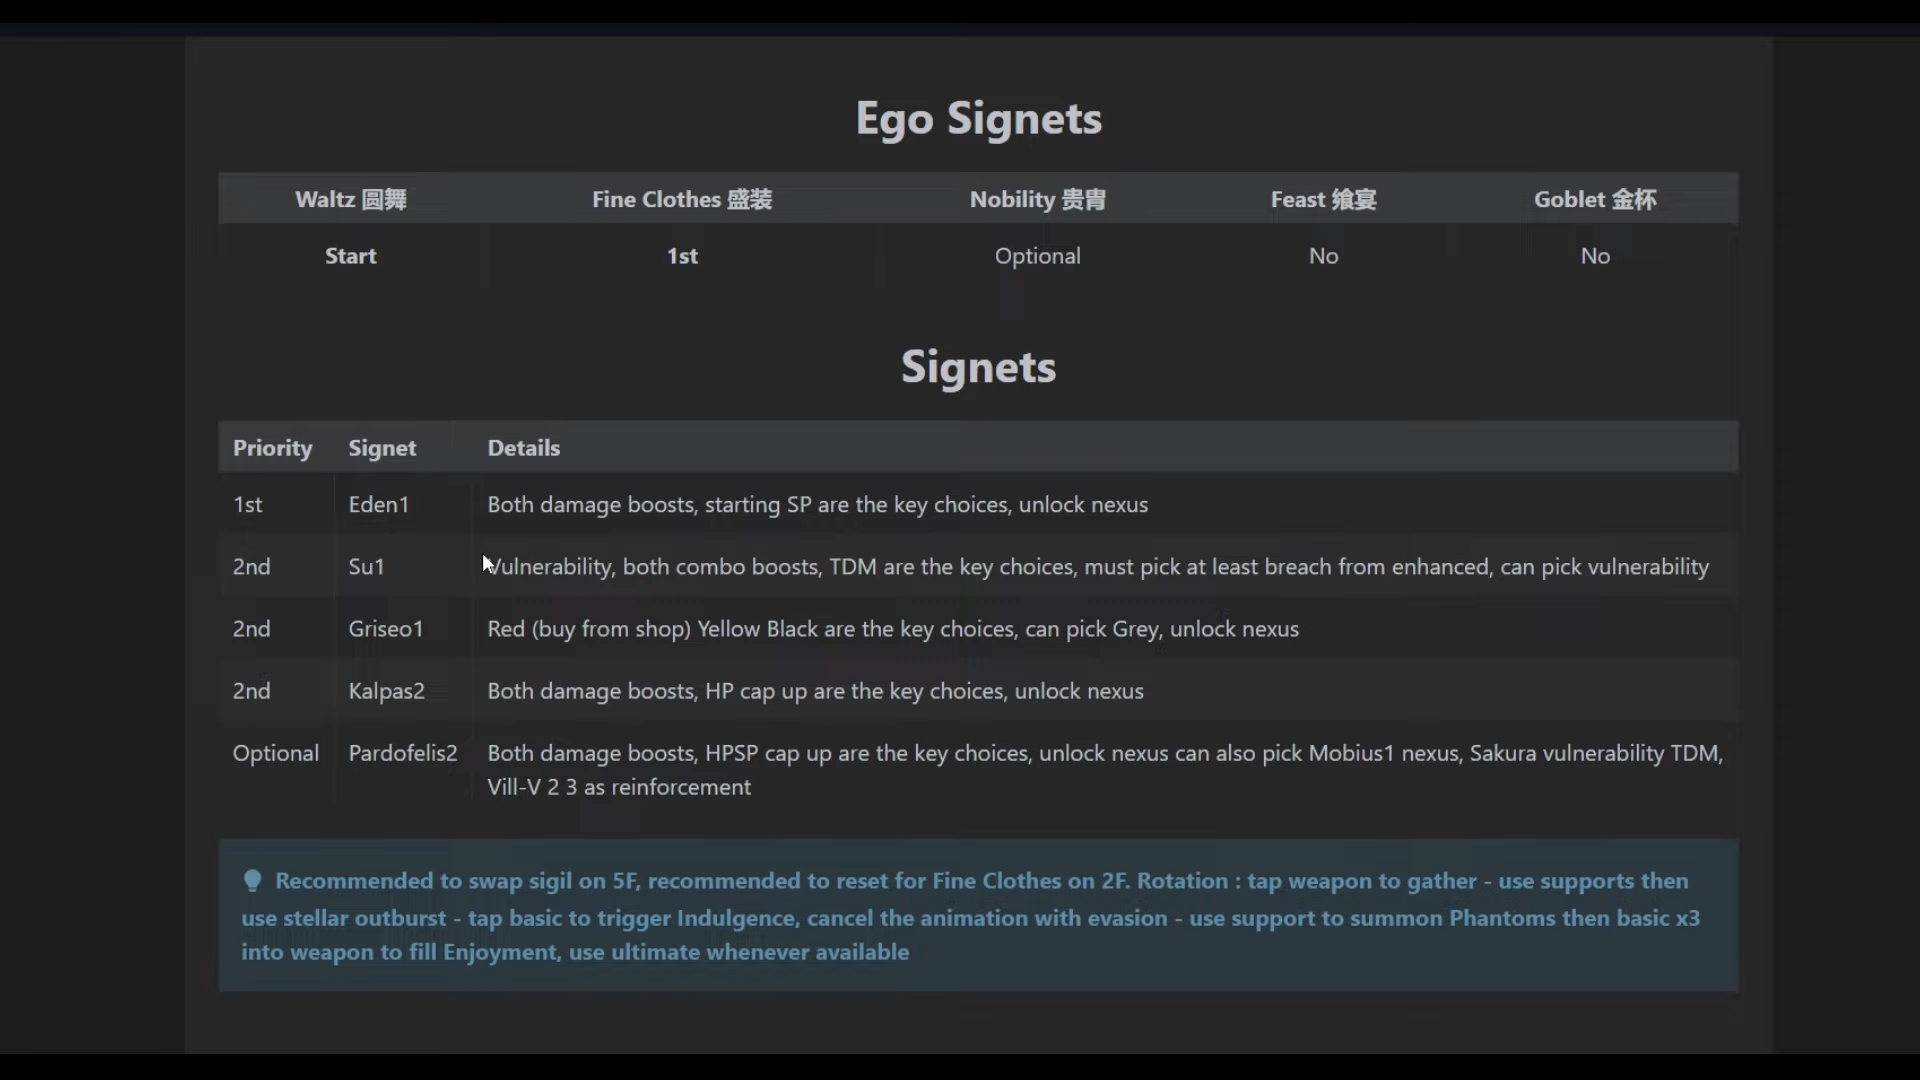 Ego Signets
Waltz 圆舞 Fine Clothes 盛装 Nobility 贵胄 Feast 飨宴 Goblet 金杯
Start 1st Optional No No
Signets
Priority Signet Details
1st Eden1 Both damage boosts, starting SP are the key choices, unlock nexus
2nd Su1 Vulnerability, both combo boosts, TDM are the key choices, must pick at least breach from enhanced, can pick vulnerability
2nd Griseo1 Red (buy from shop) Yellow Black are the key choices, can pick Grey, unlock nexus
2nd Kalpas2 Both damage boosts, HP cap up are the key choices, unlock nexus
Optional Pardofelis2 Both damage boosts, HPSP cap up are the key choices, unlock nexus can also pick Mobius1 nexus, Sakura vulnerability TDM,
Vill-V 2 3 as reinforcement
Recommended to swap sigil on 5F, recommended to reset for Fine Clothes on 2F. Rotation : tap weapon to gather - use supports then
use stellar outburst - tap basic to trigger Indulgence, cancel the animation with evasion - use support to summon Phantoms then basic x3
into weapon to fill Enjoyment, use ultimate whenever available